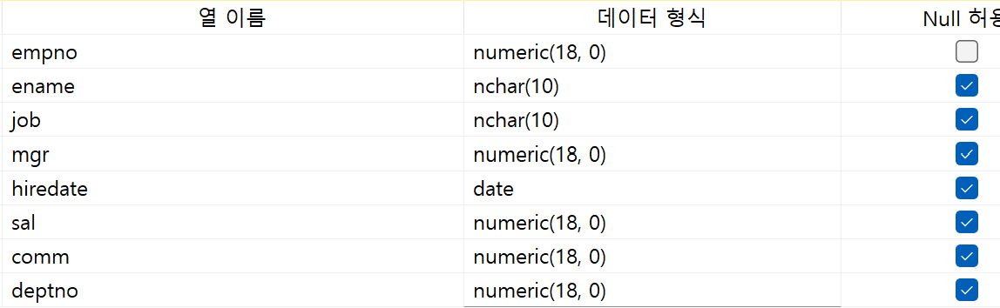 열 이름 데이터 형식 Null 허용
empno numeric(18, 0)
ename nchar(10)
job nchar(10)
mgr numeric(18, 0)
hiredate date
sal numeric(18, 0)
comm numeric(18, 0)
deptno numeric(18, 0)